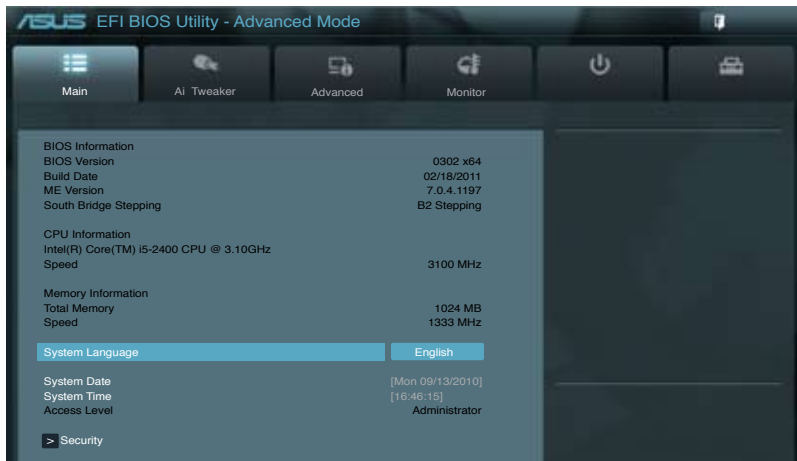 ASUS EFI BIOS Utility - Advanced Mode
Main Ai Tweaker Advanced Monitor
BIOS Information
BIOS Version 0302 x64
Build Date 02/18/2011
ME Version 7.0.4.1197
South Bridge Stepping B2 Stepping
CPU Information
Intel(R) Core(TM) i5-2400 CPU @ 3.10GHz
Speed 3100 MHz
Memory Information
Total Memory 1024 MB
Speed 1333 MHz
System Language English
System Date [Mon 09/13/2010]
System Time [16:46:15]
Access Level Administrator
> Security